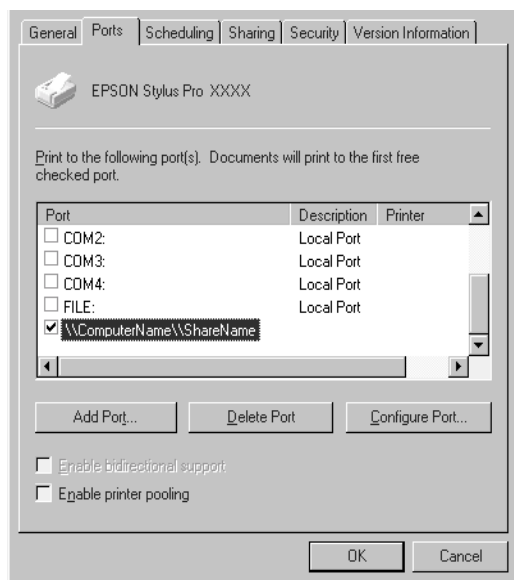 General Ports Scheduling Sharing Security Version Information
EPSON Stylus Pro XXXX
Print to the following port(s). Documents will print to the first free
checked port.
Port Description Printer
COM2: Local Port
COM3: Local Port
COM4: Local Port
FILE: Local Port
\\ComputerName\\ShareName
Add Port... Delete Port Configure Port...
Enable bidirectional support
Enable printer pooling
OK Cancel